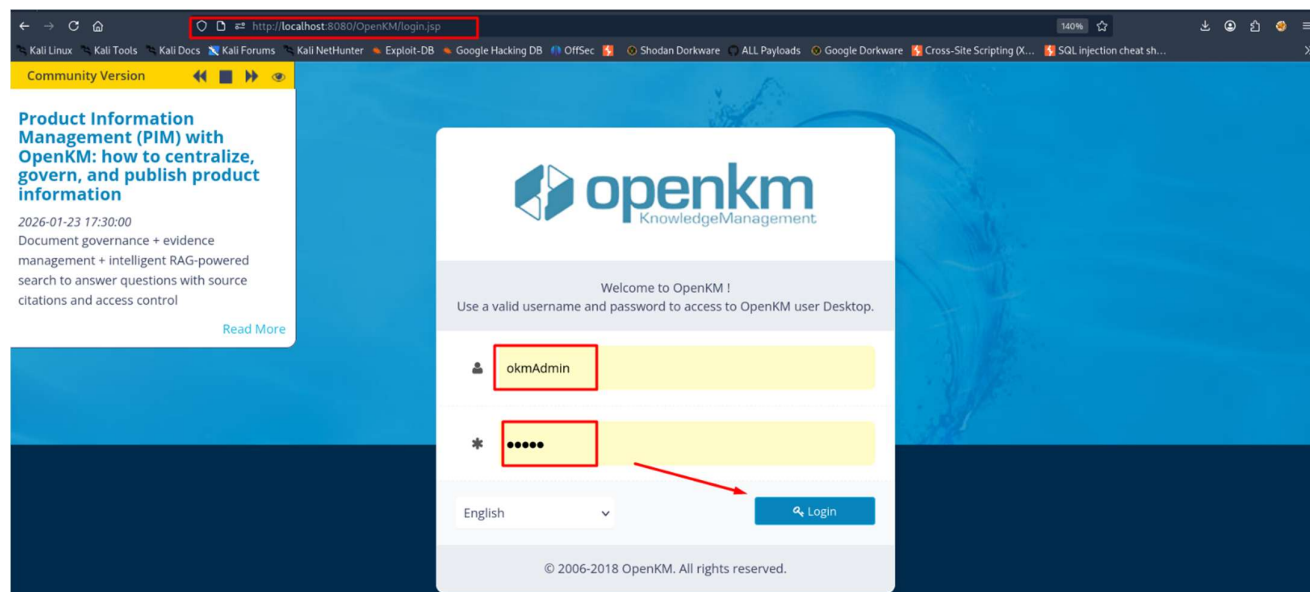 http://localhost:8080/OpenKM/login.jsp
140%
Kali Linux Kali Tools Kali Docs Kali Forums Kali NetHunter Exploit-DB Google Hacking DB OffSec Shodan Dorkware ALL Payloads Google Dorkware Cross-Site Scripting (X... SQL injection cheat sh...
Community Version
Product Information
Management (PIM) with
OpenKM: how to centralize,
govern, and publish product
information
2026-01-23 17:30:00
Document governance + evidence
management + intelligent RAG-powered
search to answer questions with source
citations and access control
Read More
openkm
KnowledgeManagement
Welcome to OpenKM !
Use a valid username and password to access to OpenKM user Desktop.
okmAdmin
•••••
English
Login
© 2006-2018 OpenKM. All rights reserved.